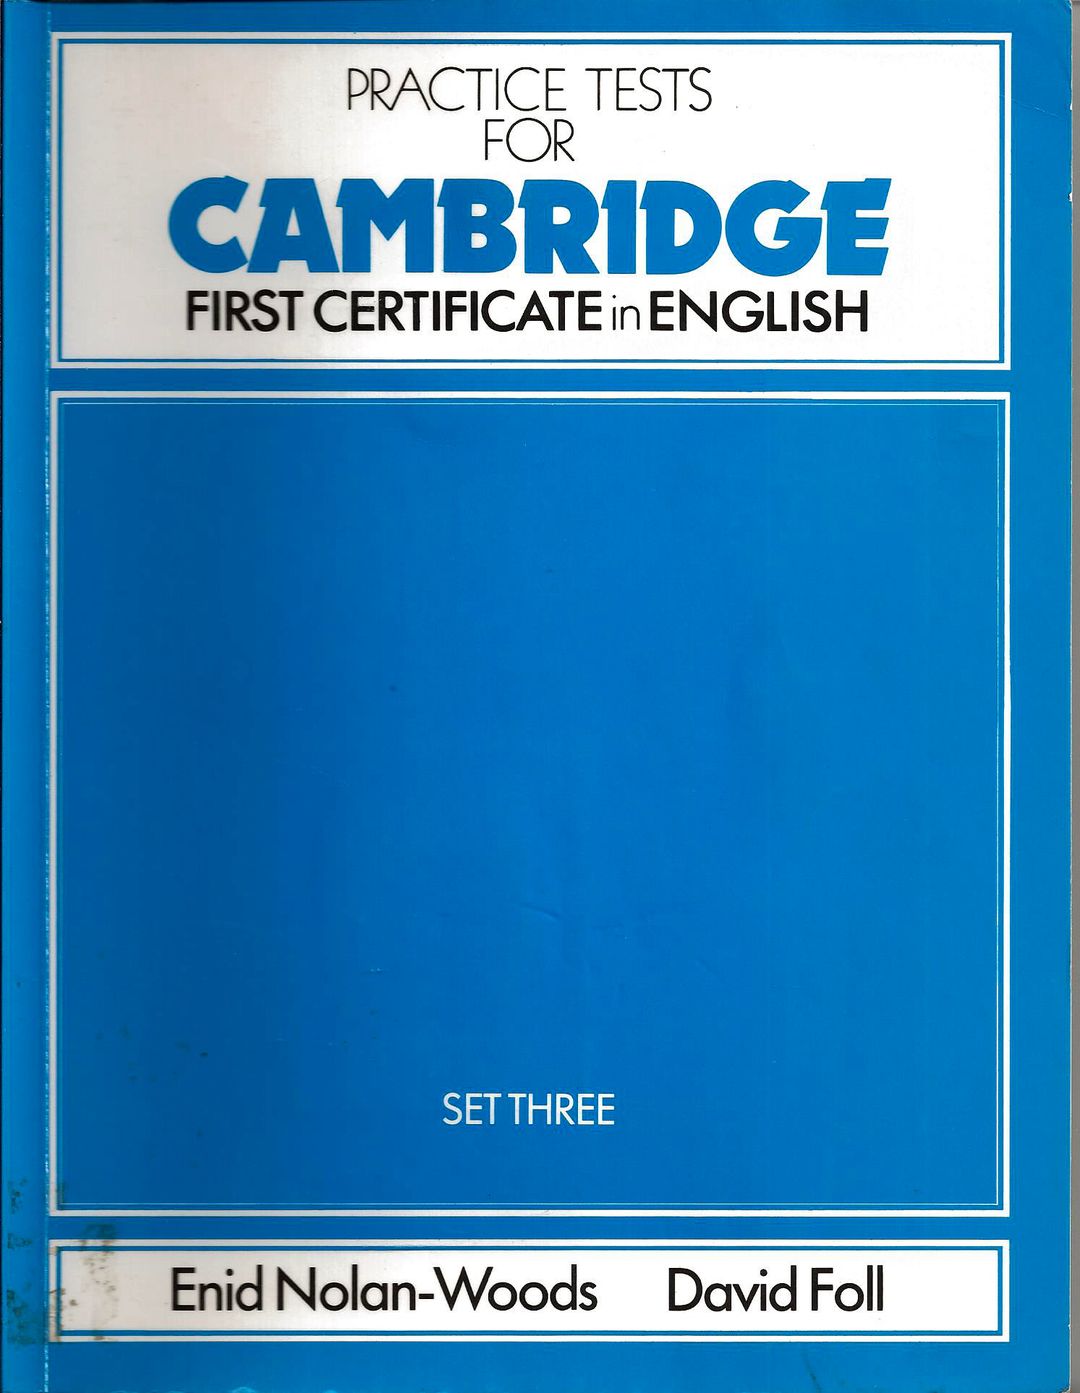 PRACTICE TESTS
FOR
CAMBRIDGE
FIRST CERTIFICATE in ENGLISH
SET THREE
Enid Nolan-Woods David Foll